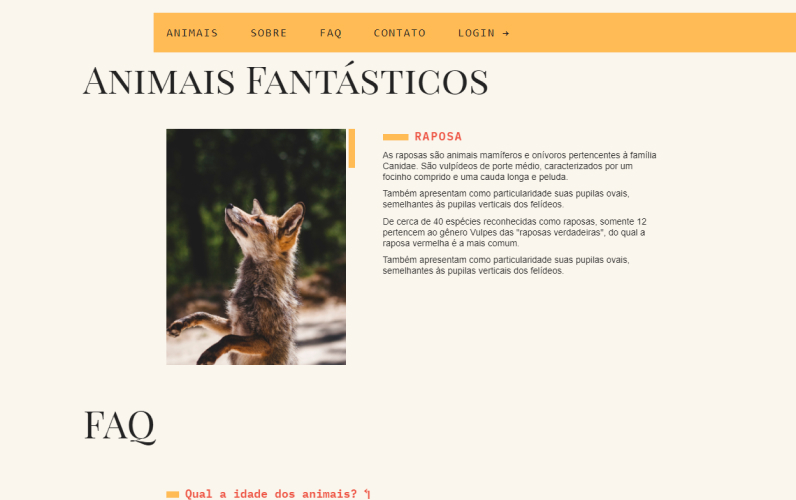 ANIMAIS SOBRE FAQ CONTATO LOGIN →
ANIMAIS FANTÁSTICOS
RAPOSA
As raposas são animais mamíferos e onívoros pertencentes à família
Canidae. São vulpídeos de porte médio, caracterizados por um
focinho comprido e uma cauda longa e peluda.
Também apresentam como particularidade suas pupilas ovais,
semelhantes às pupilas verticais dos felídeos.
De cerca de 40 espécies reconhecidas como raposas, somente 12
pertencem ao gênero Vulpes das "raposas verdadeiras", do qual a
raposa vermelha é a mais comum.
Também apresentam como particularidade suas pupilas ovais,
semelhantes às pupilas verticais dos felídeos.
FAQ
Qual a idade dos animais?